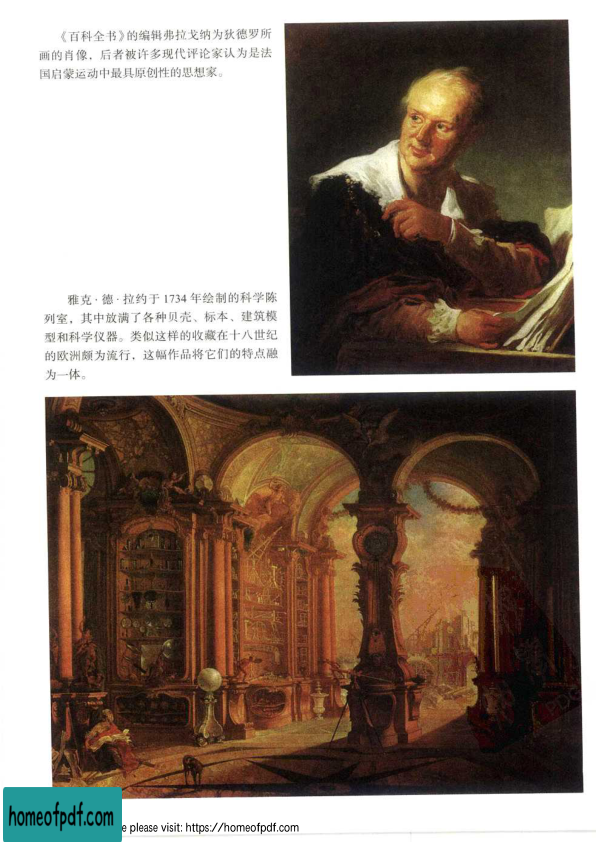 《百科全书》的编辑弗拉戈纳为狄德罗所
画的肖像，后者被许多现代评论家认为是法
国启蒙运动中最具原创性的思想家。
雅克·德·拉约于 1734 年绘制的科学陈
列室，其中放满了各种贝壳、标本、建筑模
型和科学仪器。类似这样的收藏在十八世纪
的欧洲颇为流行，这幅作品将它们的特点融
为一体。
homeofpdf.com
e please visit: https://homeofpdf.com